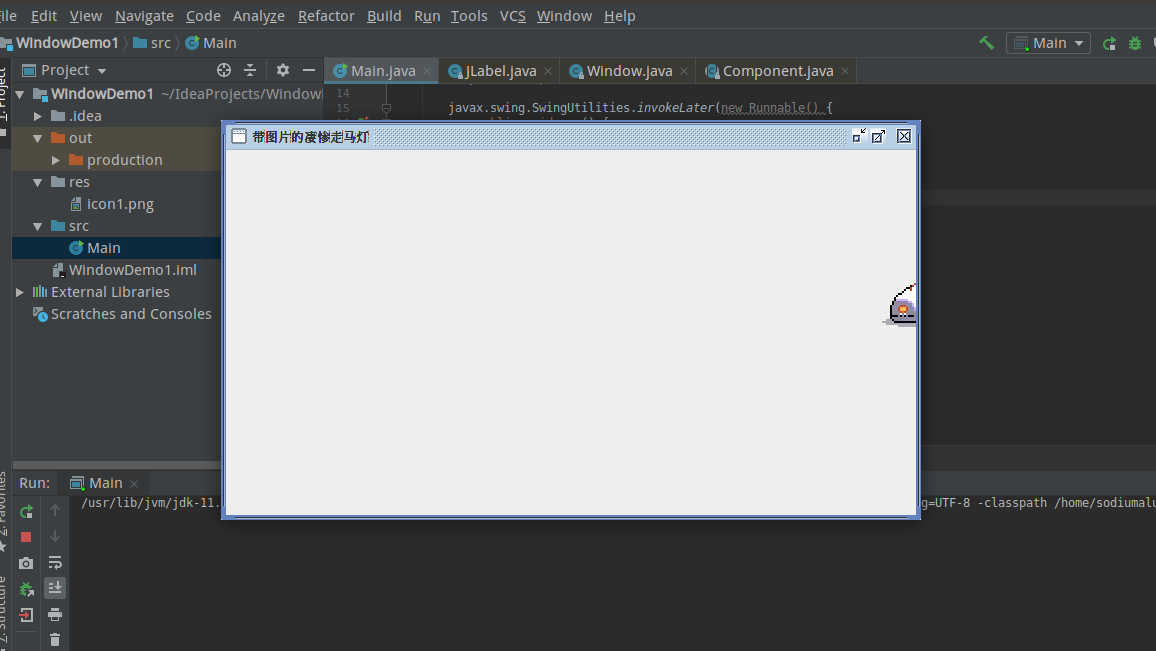 File Edit View Navigate Code Analyze Refactor Build Run Tools VCS Window Help
WIndowDemo1 src Main Main
1: Project Project Main.java JLabel.java Window.java Component.java
WIndowDemo1 ~/IdeaProjects/Window
14
.idea
15 javax.swing.SwingUtilities.invokeLater(new Runnable() {
out
带图片的凄惨走马灯
production
res
icon1.png
src
Main
WIndowDemo1.iml
External Libraries
Scratches and Consoles
Run: Main
/usr/lib/jvm/jdk-11. g=UTF-8 -classpath /home/sodiumalu
2: Favorites
7: Structure